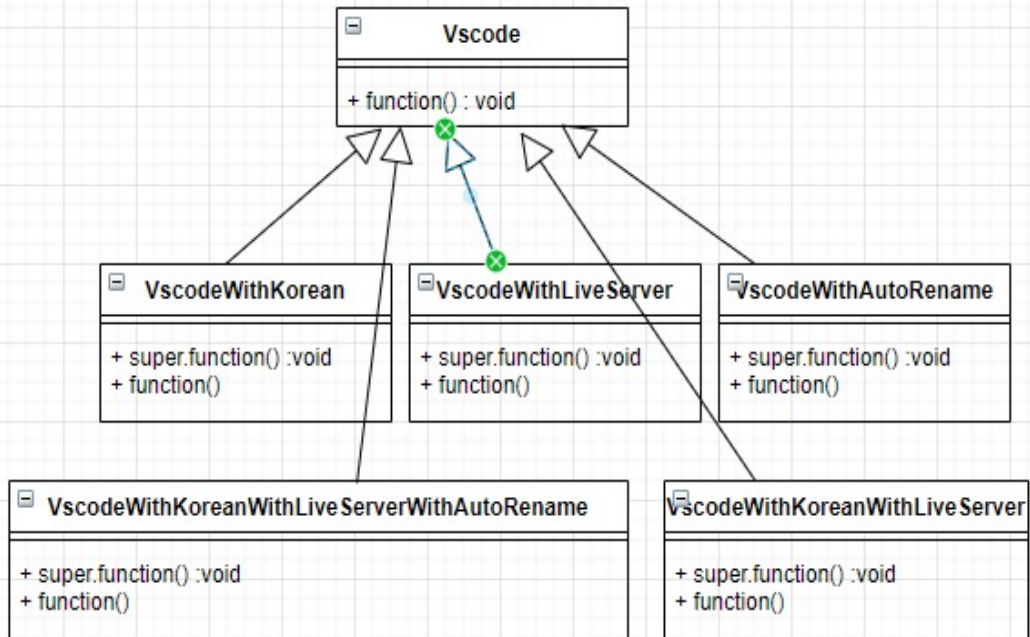 Vscode
+ function() : void
VscodeWithKorean
+ super.function() :void
+ function()
VscodeWithLiveServer
+ super.function() :void
+ function()
VscodeWithAutoRename
+ super.function() :void
+ function()
VscodeWithKoreanWithLiveServerWithAutoRename
+ super.function() :void
+ function()
VscodeWithKoreanWithLiveServer
+ super.function() :void
+ function()